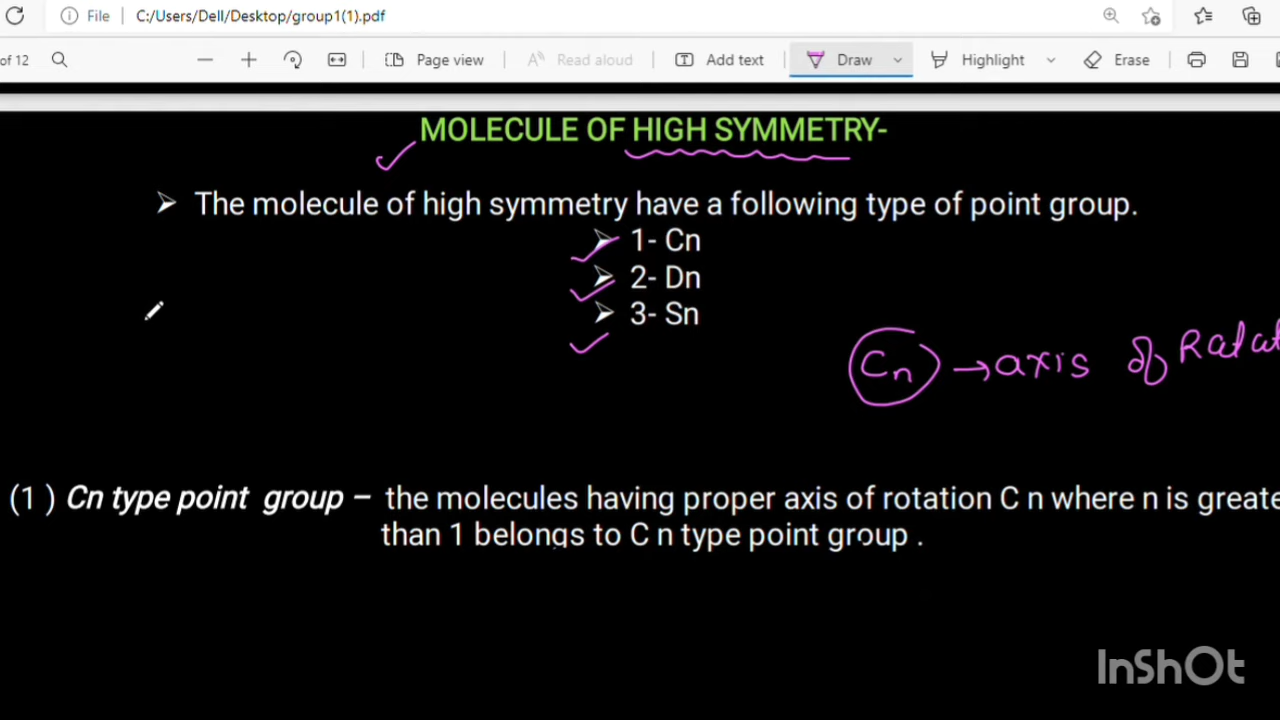 File C:/Users/Dell/Desktop/group1(1).pdf
of 12 Page view Read aloud Add text Draw Highlight Erase
MOLECULE OF HIGH SYMMETRY-
The molecule of high symmetry have a following type of point group.
1- Cn
2- Dn
3- Sn
Cn → axis of
(1 ) Cn type point group – the molecules having proper axis of rotation C n where n is
than 1 belongs to C n type point group .
InShOt